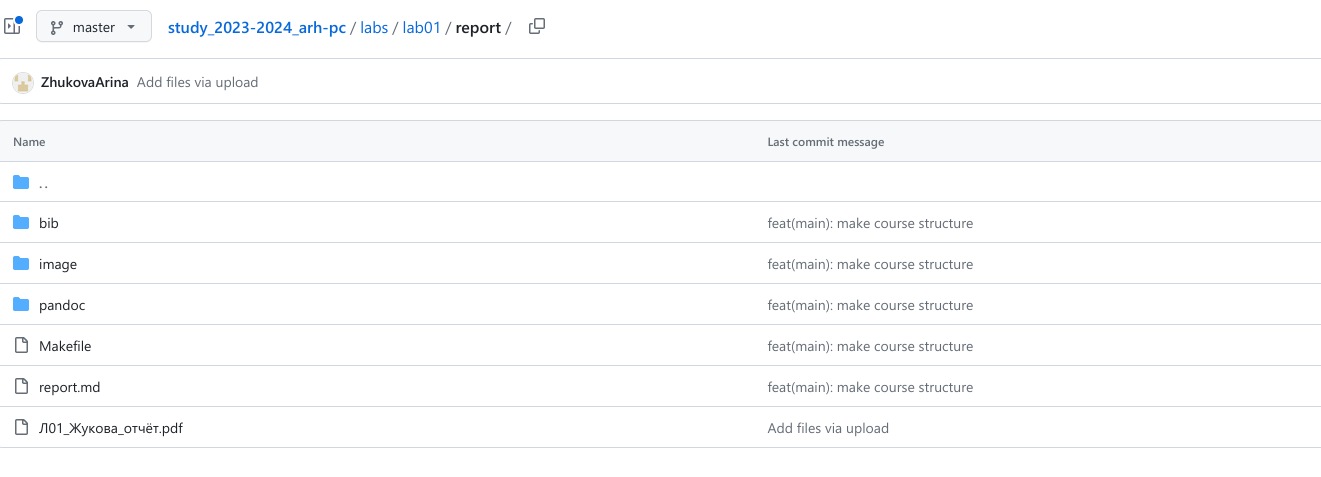 master study_2023-2024_arh-pc / labs / lab01 / report /
ZhukovaArina Add files via upload
Name Last commit message
..
bib feat(main): make course structure
image feat(main): make course structure
pandoc feat(main): make course structure
Makefile feat(main): make course structure
report.md feat(main): make course structure
Л01_Жукова_отчёт.pdf Add files via upload